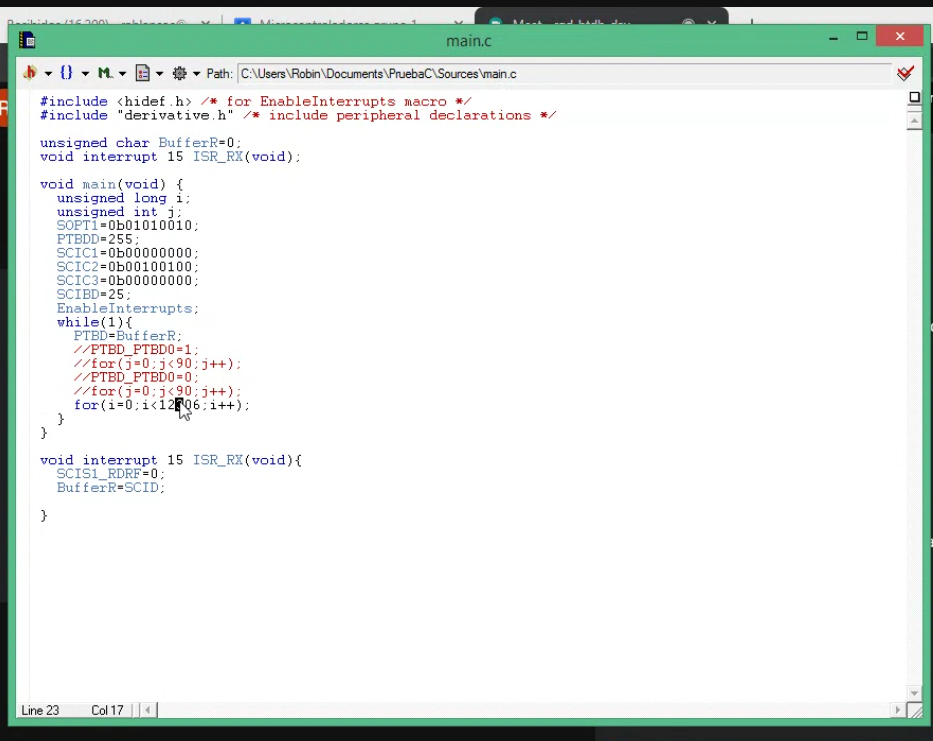 main.c
Path: C:\Users\Robin\Documents\PruebaC\Sources\main.c
#include <hidef.h> /* for EnableInterrupts macro */
#include "derivative.h" /* include peripheral declarations */
unsigned char BufferR=0;
void interrupt 15 ISR_RX(void);
void main(void) {
unsigned long i;
unsigned int j;
SOPT1=0b01010010;
PTBDD=255;
SCIC1=0b00000000;
SCIC2=0b00100100;
SCIC3=0b00000000;
SCIBD=25;
EnableInterrupts;
while(1){
PTBD=BufferR;
//PTBD_PTBD0=1;
//for(j=0;j<90;j++);
//PTBD_PTBD0=0;
//for(j=0;j<90;j++);
for(i=0;
}
}
void interrupt 15 ISR_RX(void){
SCIS1_RDRF=0;
BufferR=SCID;
}
Line 23 Col 17